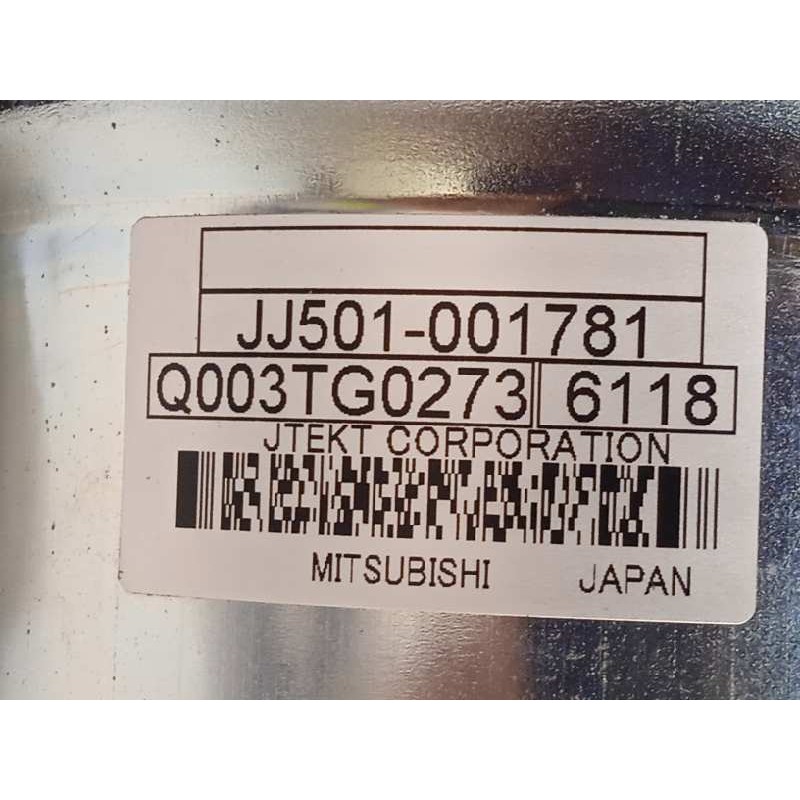 JJ501-001781
Q003TG0273 6118
JTEKT CORPORATION
MITSUBISHI JAPAN